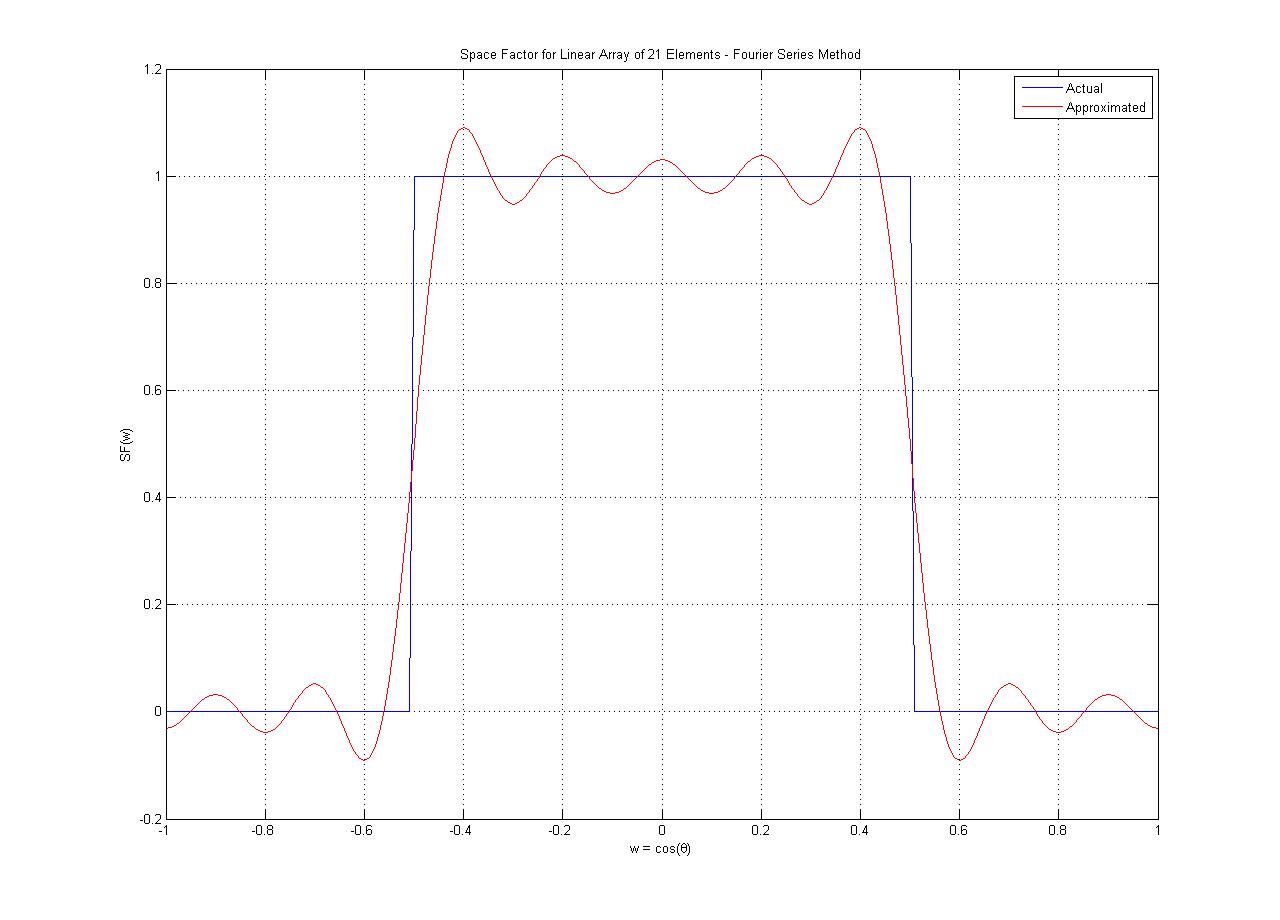 Space Factor for Linear Array of 21 Elements - Fourier Series Method
Actual
Approximated
1.2
1
0.8
0.6
0.4
0.2
0
-0.2
SF(w)
-1 -0.8 -0.6 -0.4 -0.2 0 0.2 0.4 0.6 0.8 1
w = cos(θ)